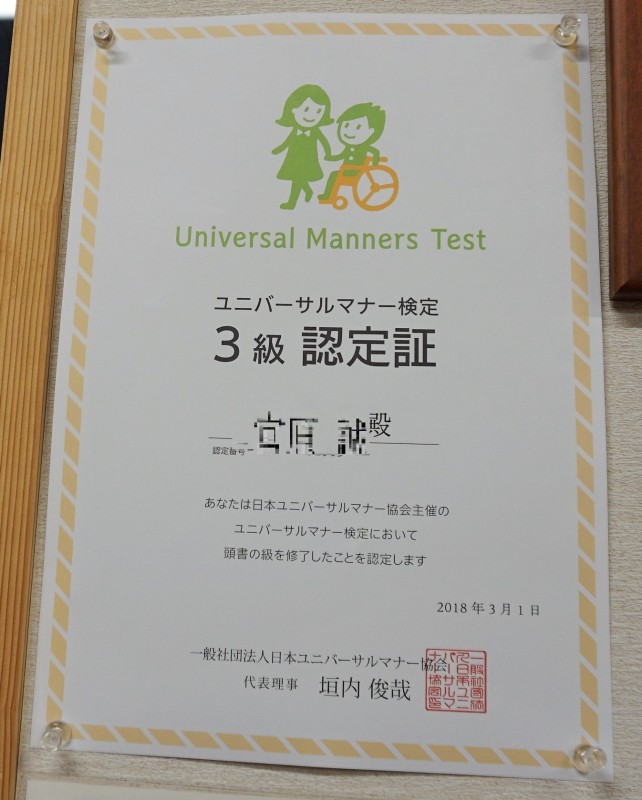 Universal Manners Test
ユニバーサルマナー検定
3級 認定証
宮原 誠 殿
認定番号
あなたは日本ユニバーサルマナー協会主催の
ユニバーサルマナー検定において
頭書の級を修了したことを認定します
2018年3月1日
一般社団法人日本ユニバーサルマナー協会
代表理事 垣内 俊哉